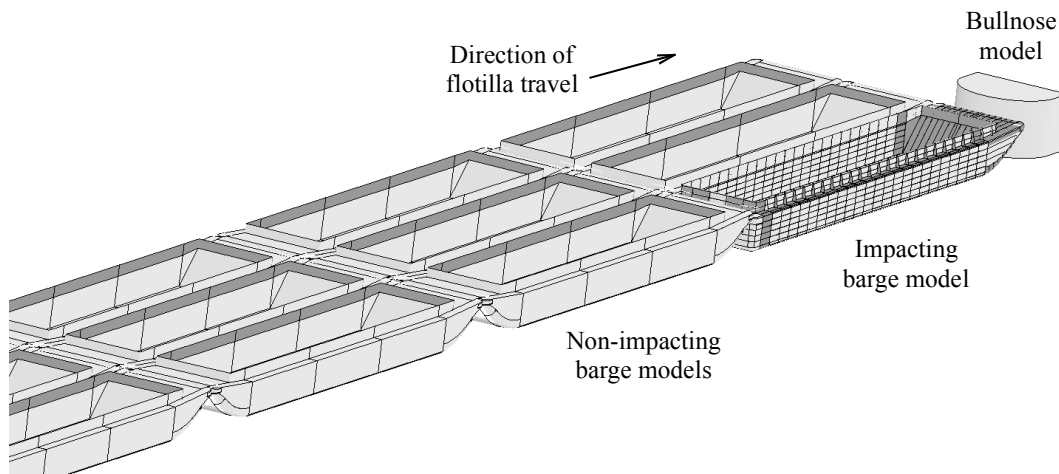 Bullnose
model
Direction of
flotilla travel
Impacting
barge model
Non-impacting
barge models